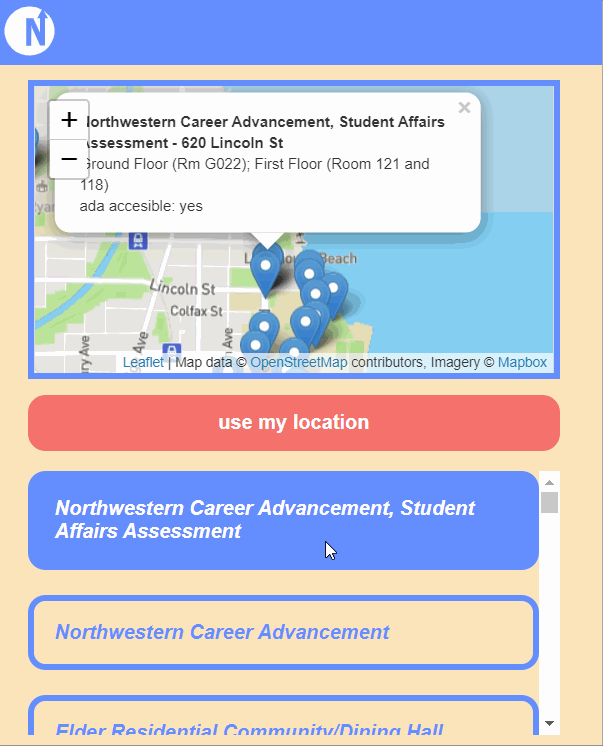 N
+
orthwestern Career Advancement, Student Affairs
ssessment - 620 Lincoln St
Ground Floor (Rm G022); First Floor (Room 121 and
118)
ada accesible: yes
×
−
Lincoln St
Colfax St
Beach
Leaflet | Map data © OpenStreetMap contributors, Imagery © Mapbox
use my location
Northwestern Career Advancement, Student
Affairs Assessment
Northwestern Career Advancement
Elder Residential Community/Dining Hall